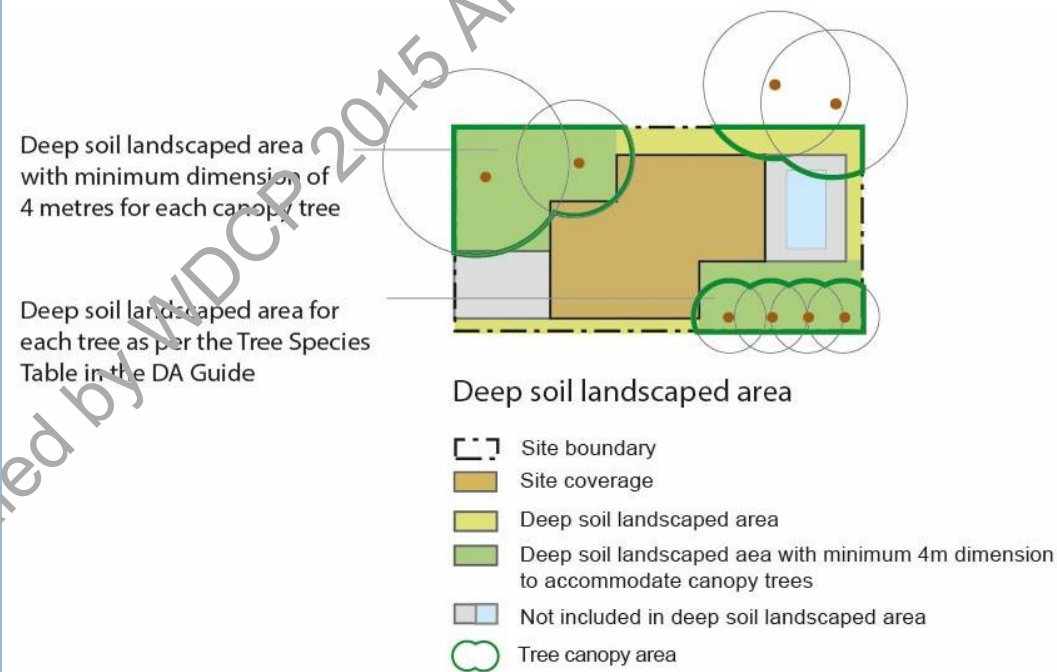 Deep soil landscaped area
with minimum dimension of
4 metres for each canopy tree
Deep soil landscaped area for
each tree as per the Tree Species
Table in the DA Guide
Deep soil landscaped area
Site boundary
Site coverage
Deep soil landscaped area
Deep soil landscaped aea with minimum 4m dimension
to accommodate canopy trees
Not included in deep soil landscaped area
Tree canopy area
by WDCP 2015